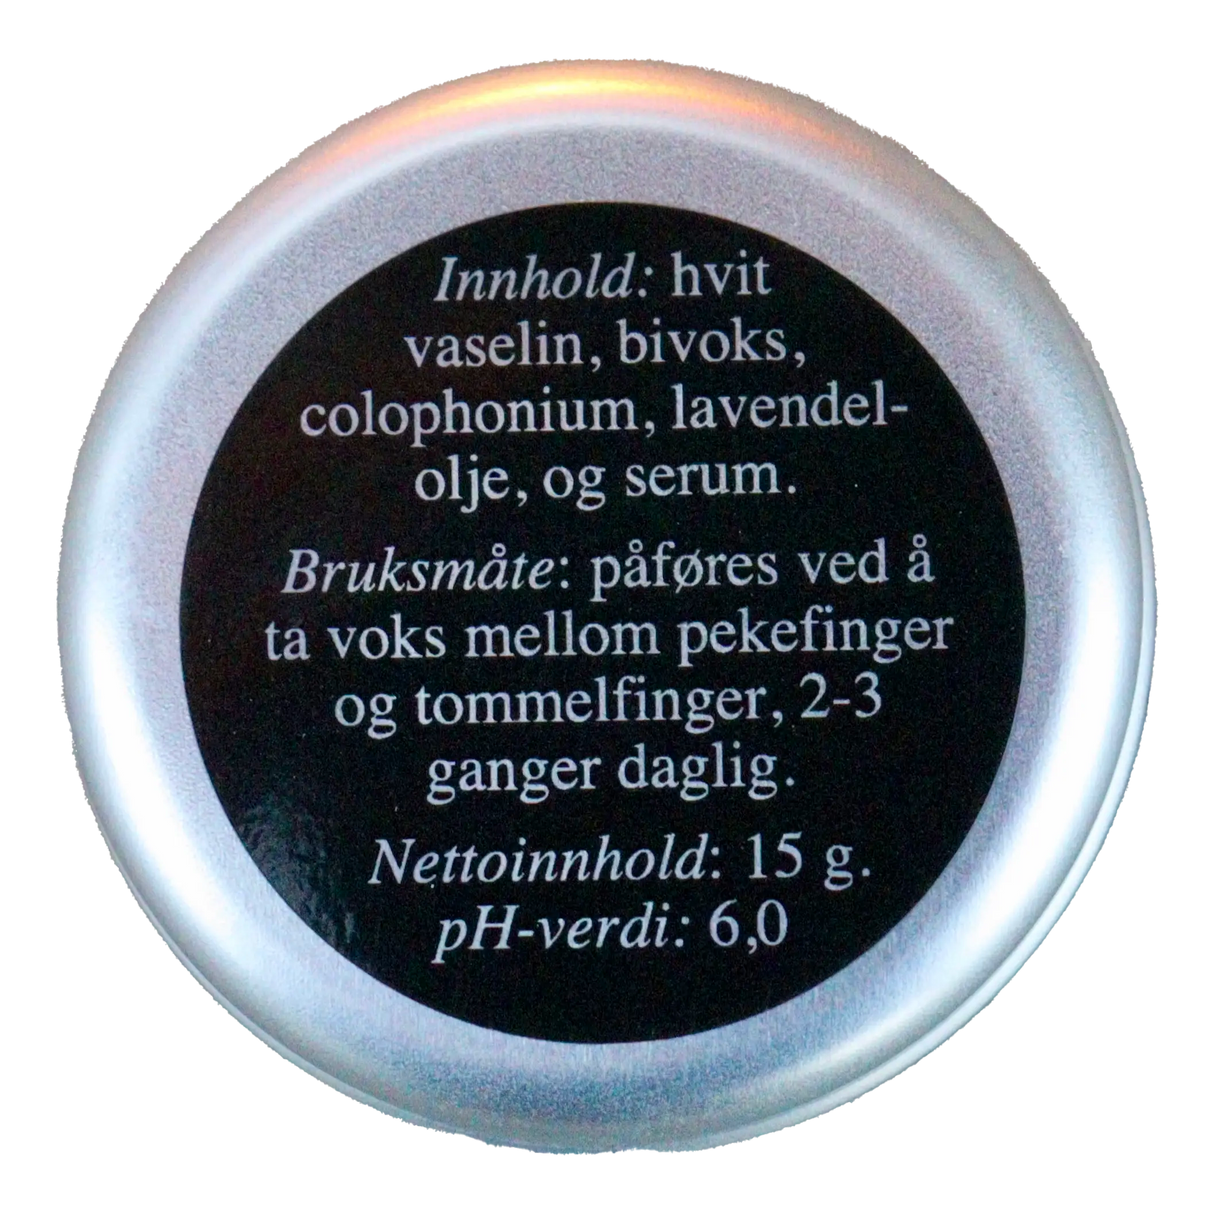 Innhold: hvit
vaselin, bivoks,
colophonium, lavendel-
olje, og serum.
Bruksmåte: påføres ved å
ta voks mellom pekefinger
og tommelfinger, 2-3
ganger daglig.
Nettoinnhold: 15 g.
pH-verdi: 6,0